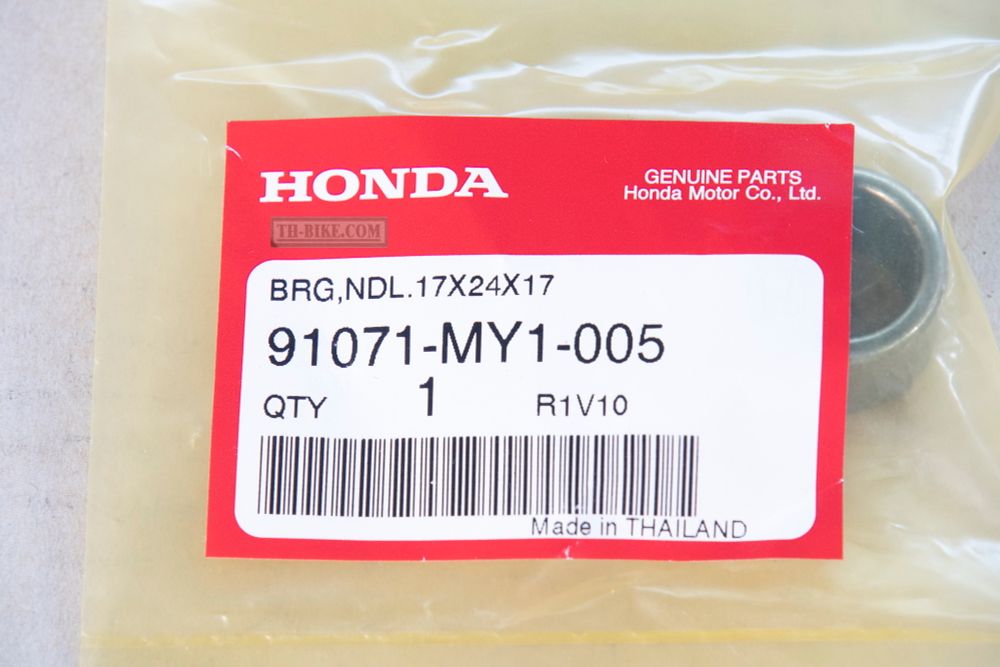 HONDA
GENUINE PARTS
Honda Motor Co., Ltd.
TH-BIKE.COM
BRG,NDL.17X24X17
91071-MY1-005
QTY 1 R1V10
Made in THAILAND